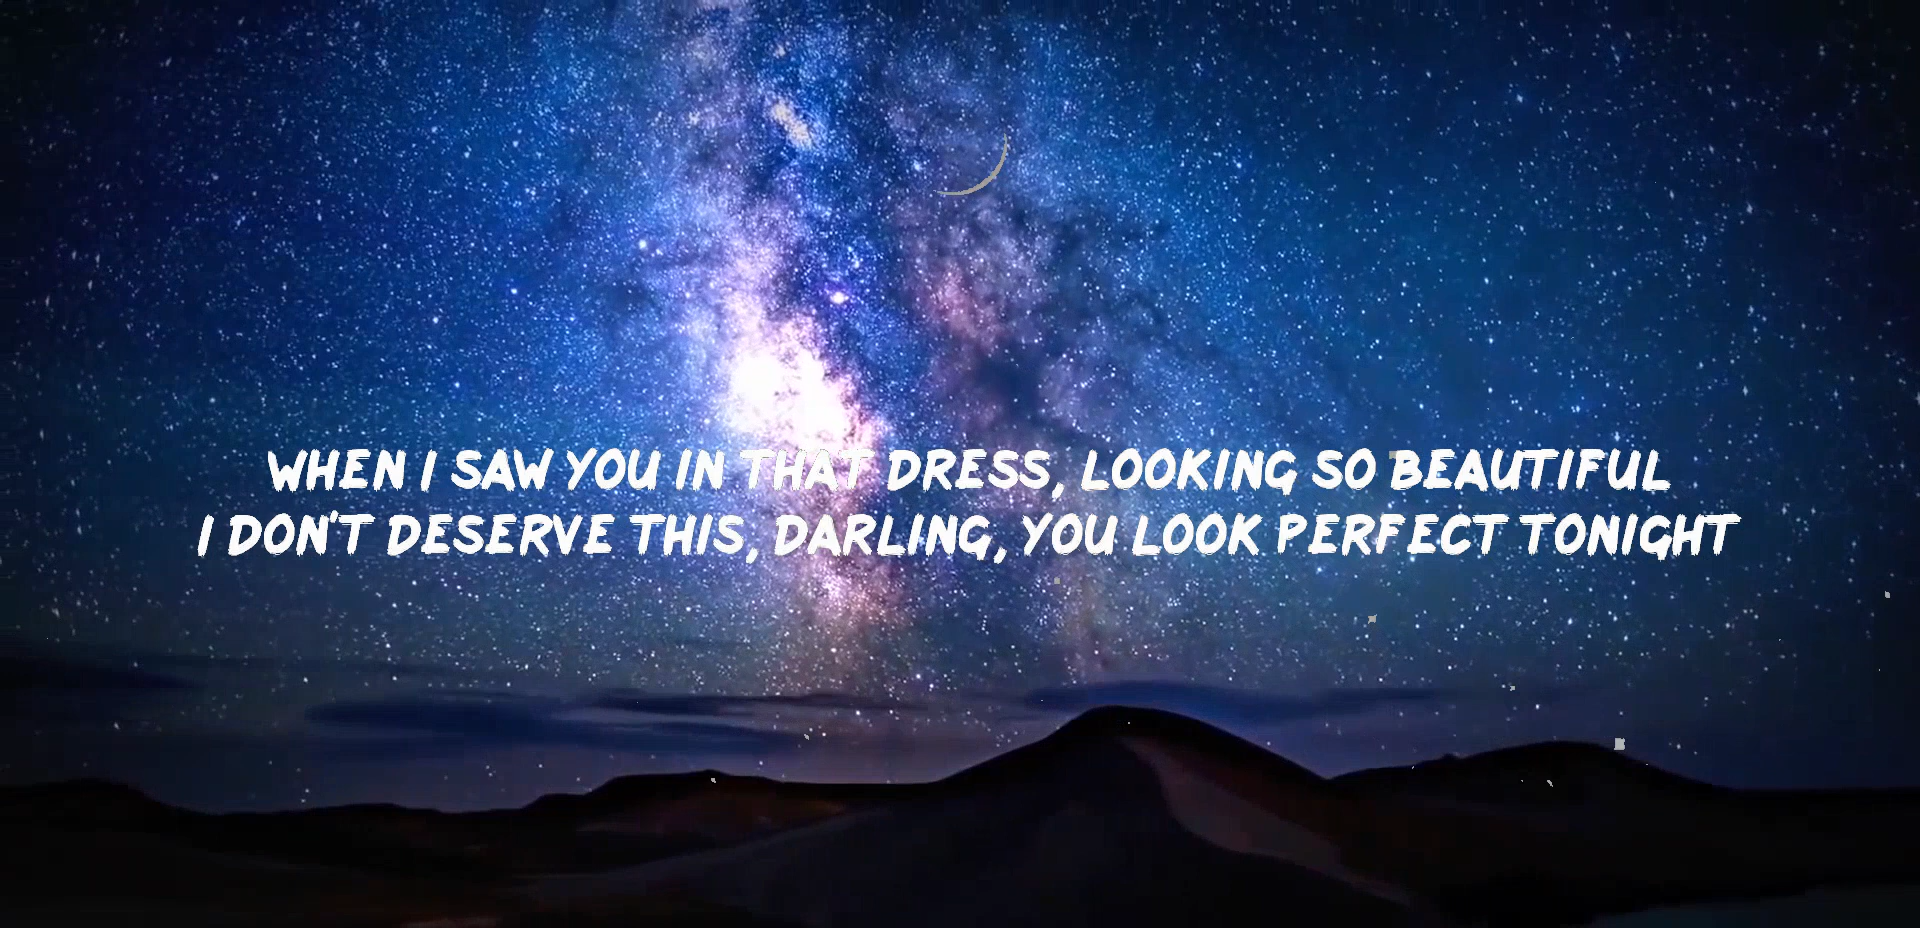 WHEN I SAW YOU IN THAT DRESS, LOOKING SO BEAUTIFUL
I DON'T DESERVE THIS, DARLING, YOU LOOK PERFECT TONIGHT